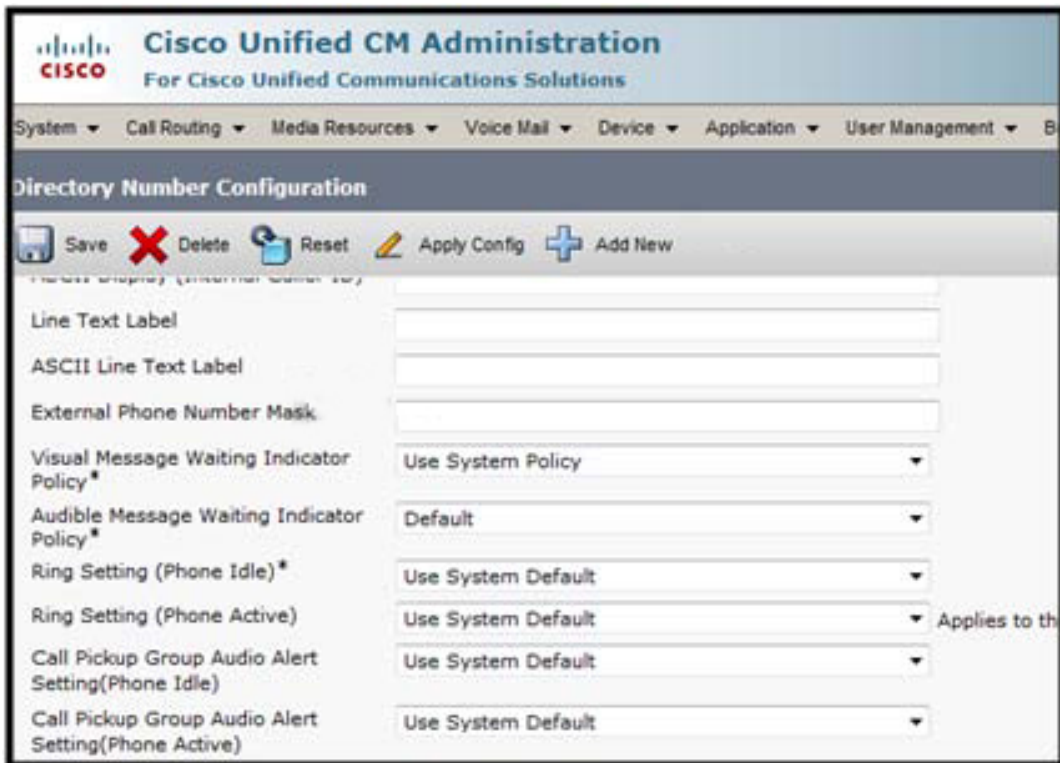 Cisco Unified CM Administration
CISCO
For Cisco Unified Communications Solutions
System Call Routing Media Resources Voice Mail Device Application User Management B
Directory Number Configuration
Save Delete Reset Apply Config Add New
ASCII Display (Internal Caller ID)
Line Text Label
ASCII Line Text Label
External Phone Number Mask
Visual Message Waiting Indicator
Policy*
Use System Policy
Audible Message Waiting Indicator
Policy*
Default
Ring Setting (Phone Idle)*
Use System Default
Ring Setting (Phone Active)
Use System Default
Applies to th
Call Pickup Group Audio Alert
Setting(Phone Idle)
Use System Default
Call Pickup Group Audio Alert
Setting(Phone Active)
Use System Default